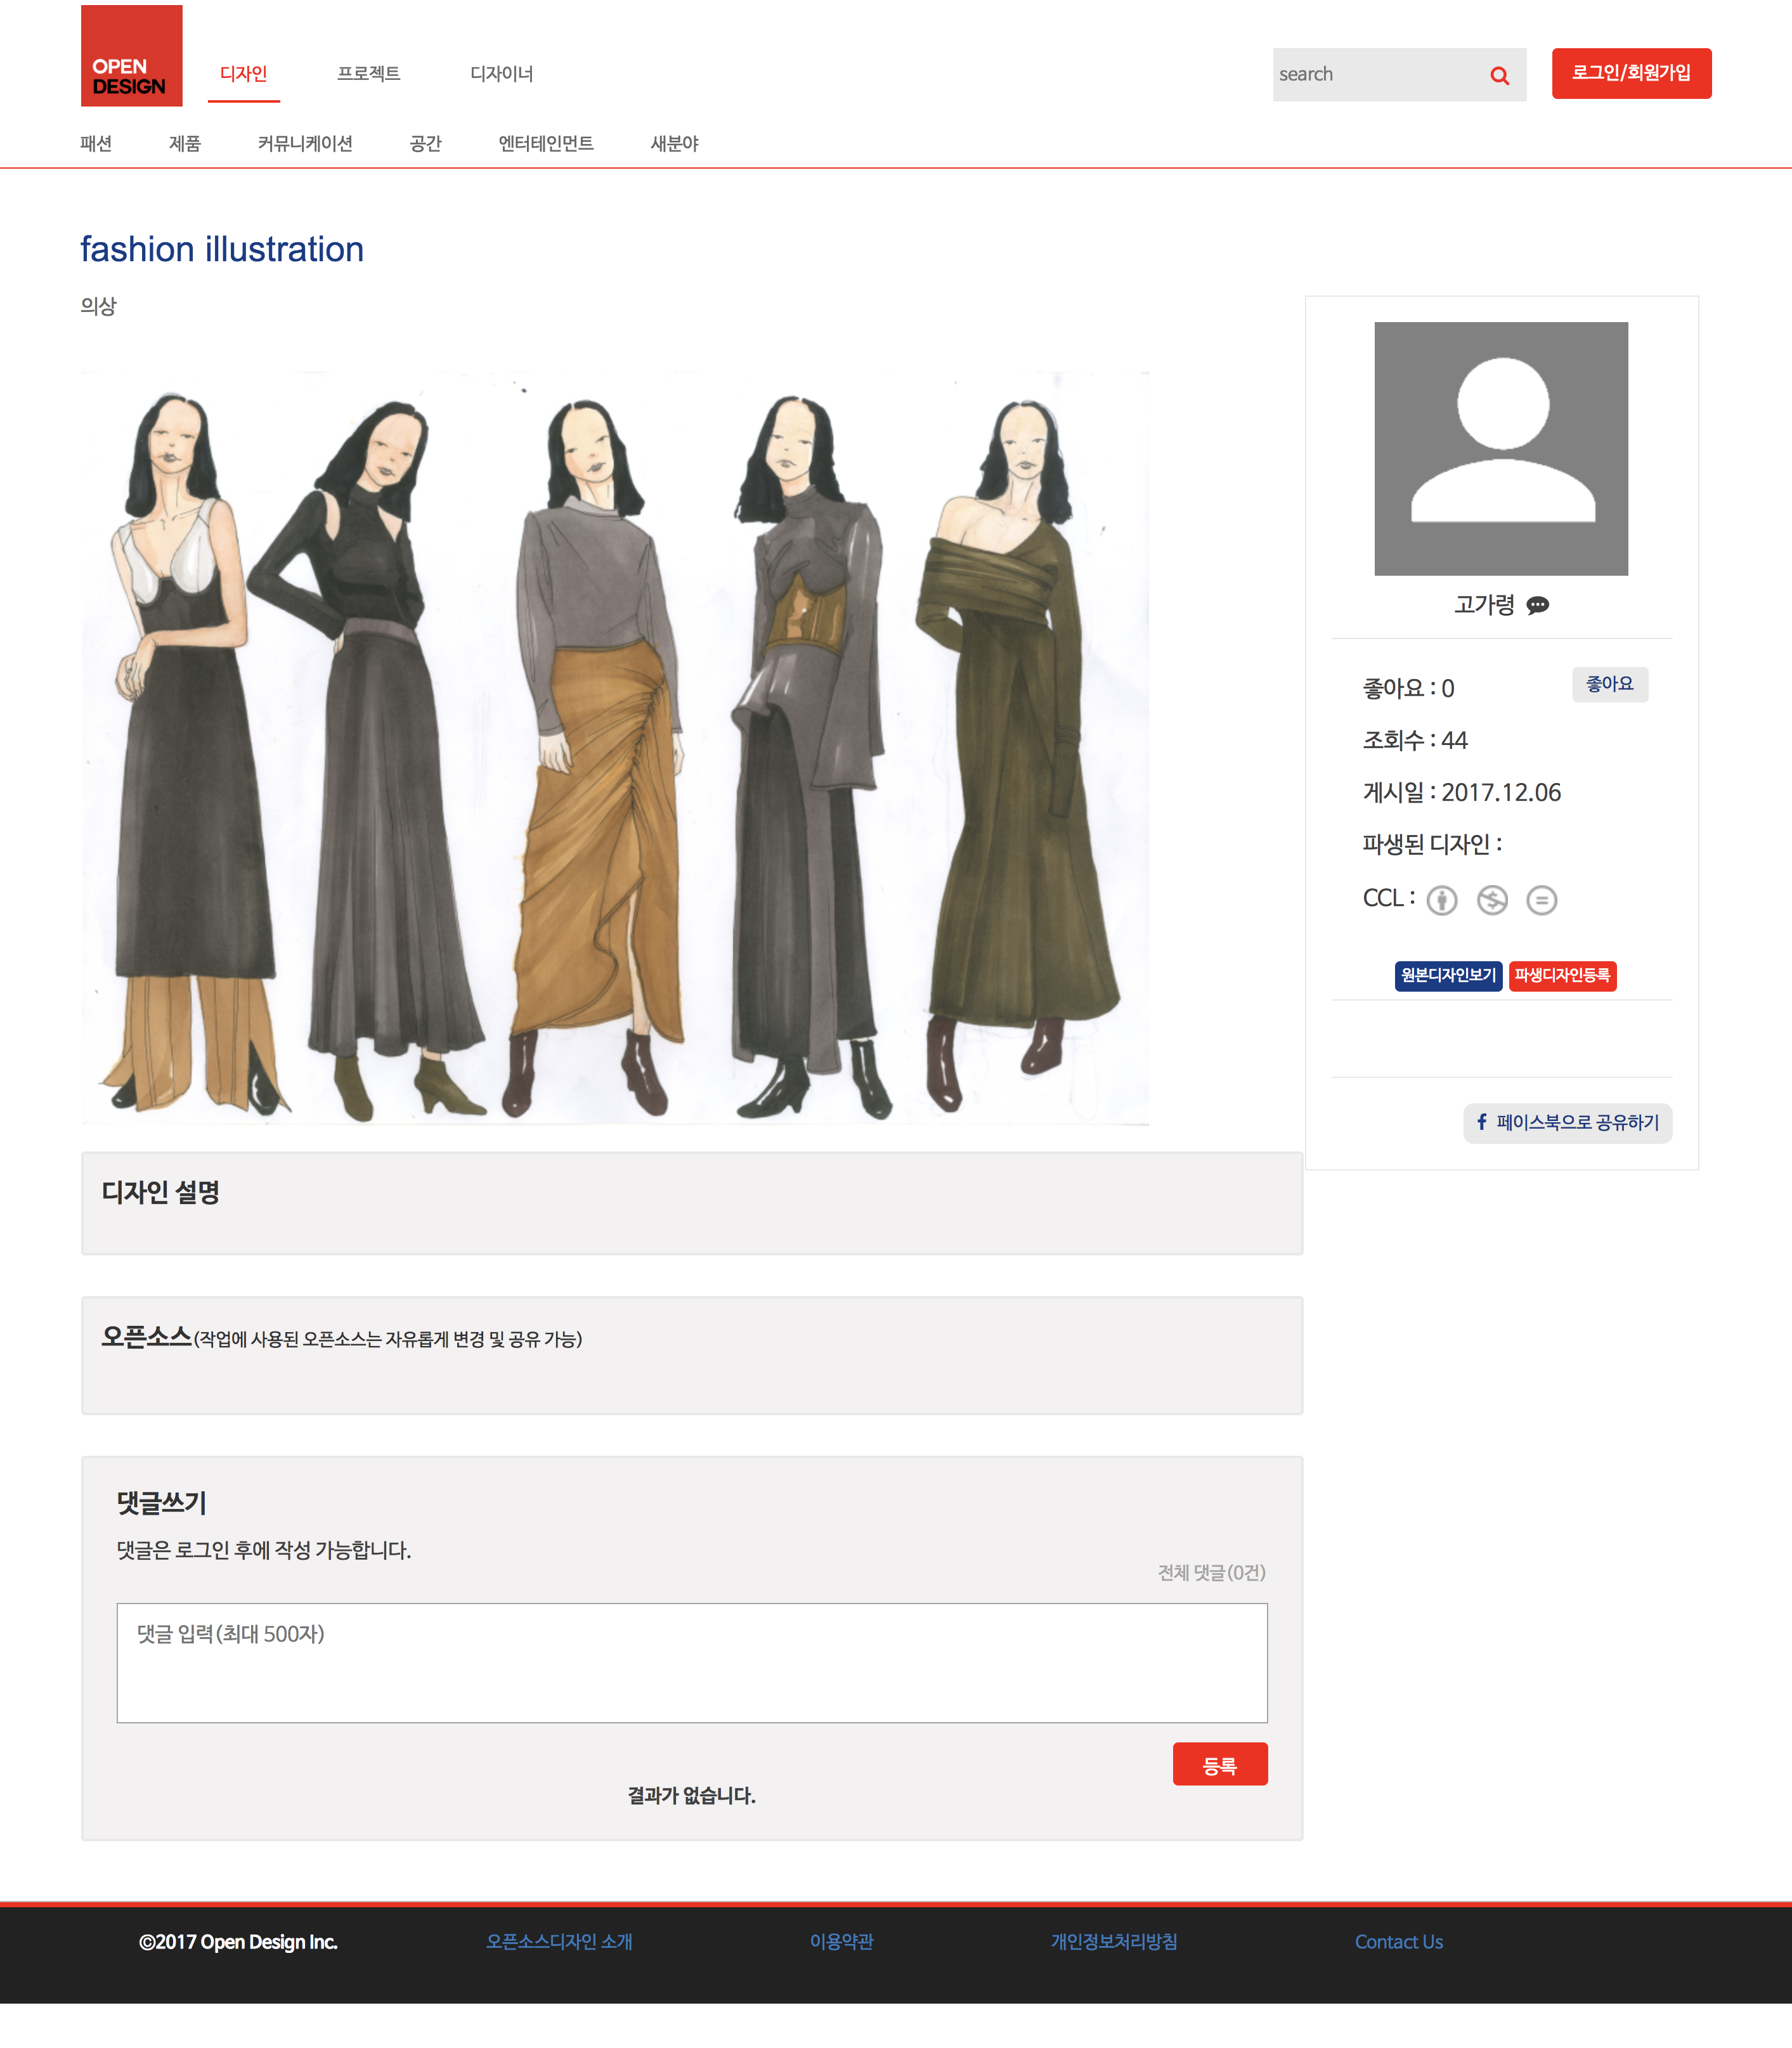 OPEN
DESIGN
디자인 프로젝트 디자이너
search
로그인/회원가입
패션 제품 커뮤니케이션 공간 엔터테인먼트 새분야
fashion illustration
의상
고가령
좋아요 : 0 좋아요
조회수 : 44
게시일 : 2017.12.06
파생된 디자인 :
CCL :
원본디자인보기 파생디자인등록
페이스북으로 공유하기
디자인 설명
오픈소스(작업에 사용된 오픈소스는 자유롭게 변경 및 공유 가능)
댓글쓰기
댓글은 로그인 후에 작성 가능합니다.
전체 댓글(0건)
댓글 입력(최대 500자)
등록
결과가 없습니다.
©2017 Open Design Inc. 오픈소스디자인 소개 이용약관 개인정보처리방침 Contact Us